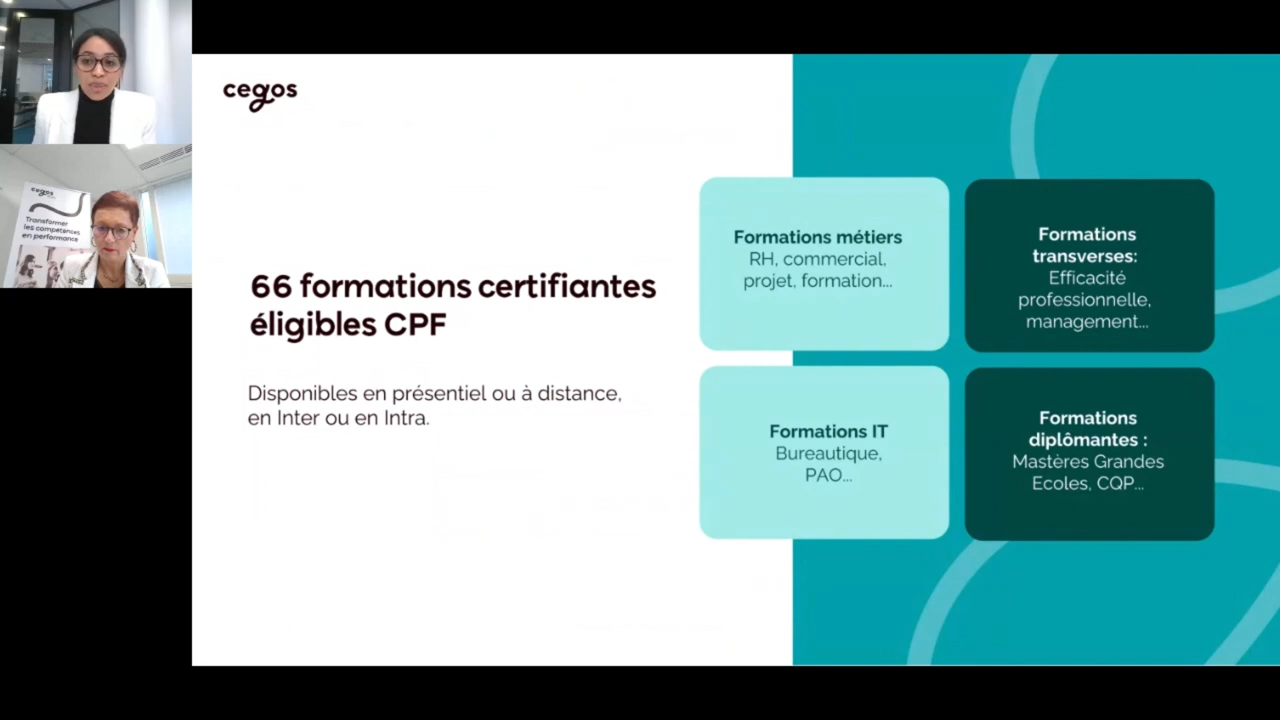 cegos
Transformer
les compétences
en performance
cegos
66 formations certifiantes
éligibles CPF
Disponibles en présentiel ou à distance,
en Inter ou en Intra.
Formations métiers
RH, commercial,
projet, formation...
Formations
transverses:
Efficacité
professionnelle,
management...
Formations IT
Bureautique,
PAO...
Formations
diplômantes :
Mastères Grandes
Ecoles, CQP...